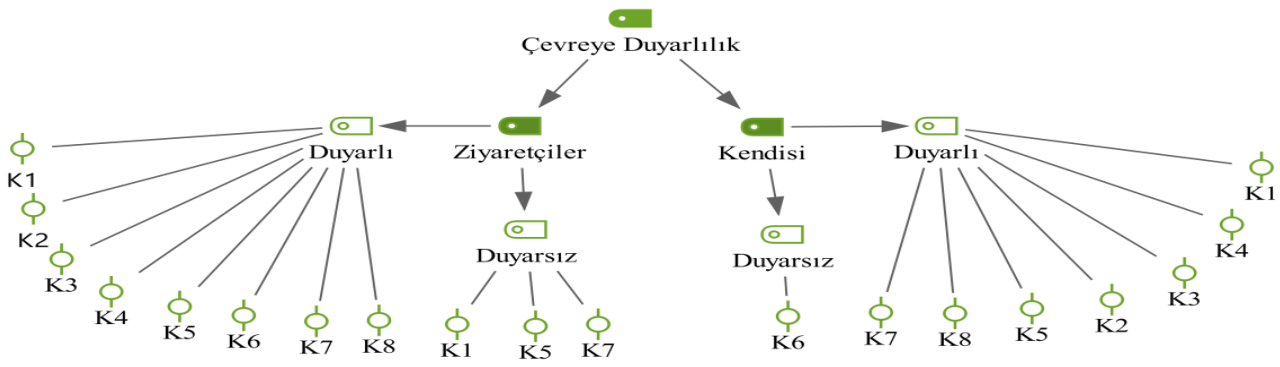 Çevreye Duyarlılık
Duyarlı
Ziyaretçiler
Kendisi
Duyarlı
K1
K2
K3
K4
K5
K6
K7
K8
Duyarsız
K1
K5
K7
Duyarsız
K6
K7
K8
K5
K2
K3
K4
K1